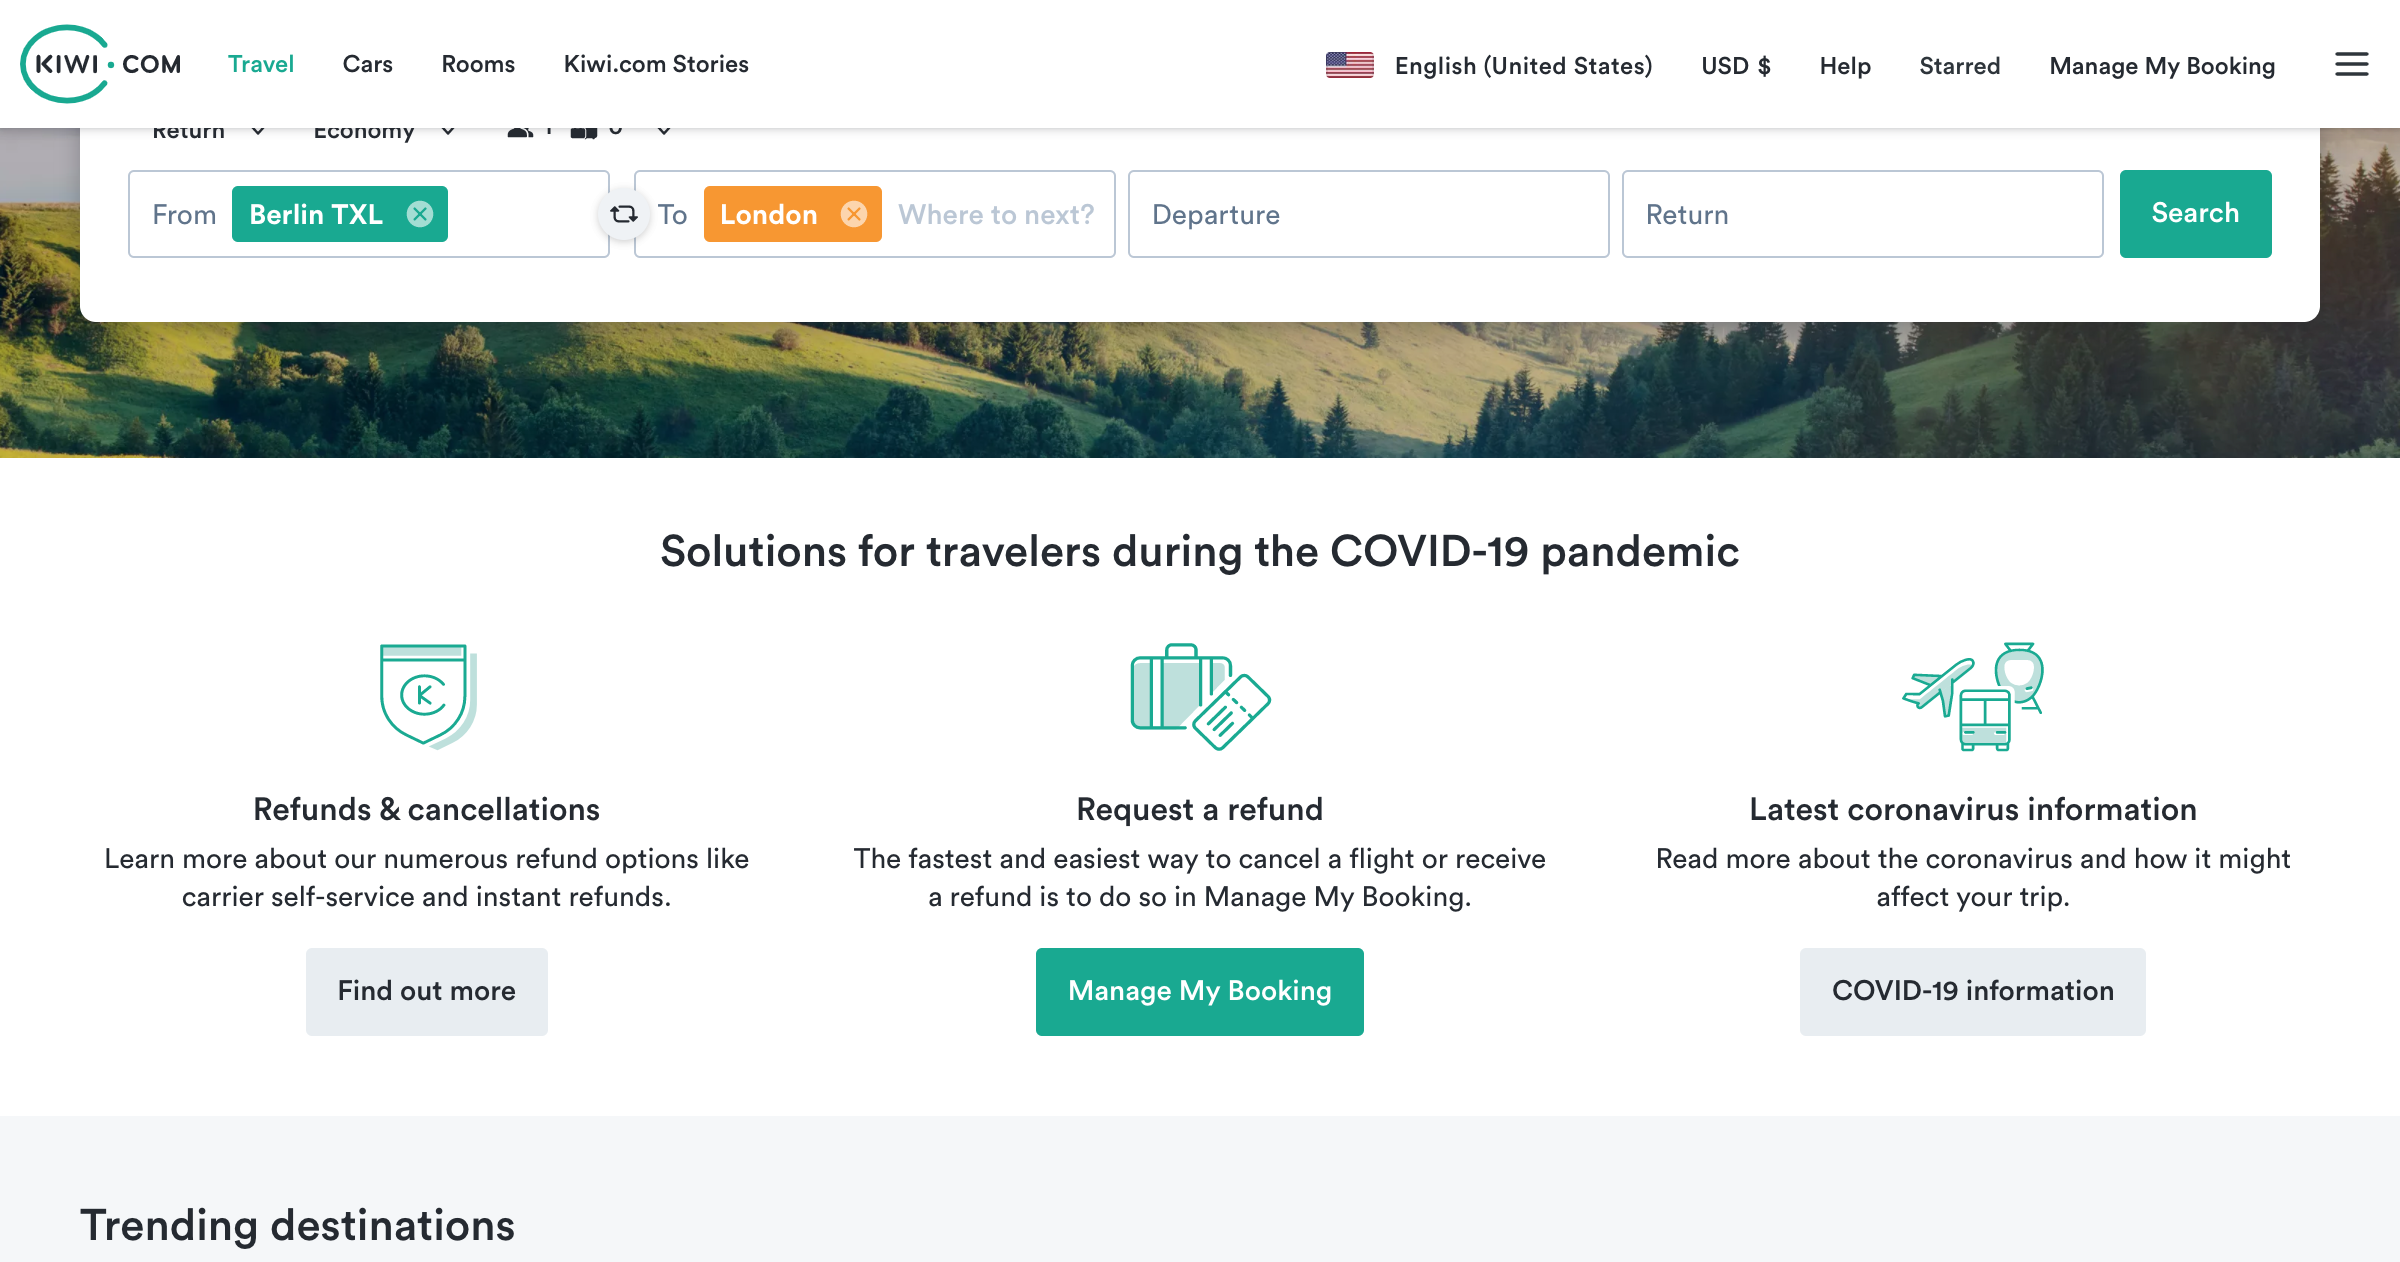 KIWI.COM Travel Cars Rooms Kiwi.com Stories English (United States) USD $ Help Starred Manage My Booking
Return Economy
From Berlin TXL To London Where to next? Departure Return Search
Solutions for travelers during the COVID-19 pandemic
Refunds & cancellations
Learn more about our numerous refund options like
carrier self-service and instant refunds.
Find out more
Request a refund
The fastest and easiest way to cancel a flight or receive
a refund is to do so in Manage My Booking.
Manage My Booking
Latest coronavirus information
Read more about the coronavirus and how it might
affect your trip.
COVID-19 information
Trending destinations